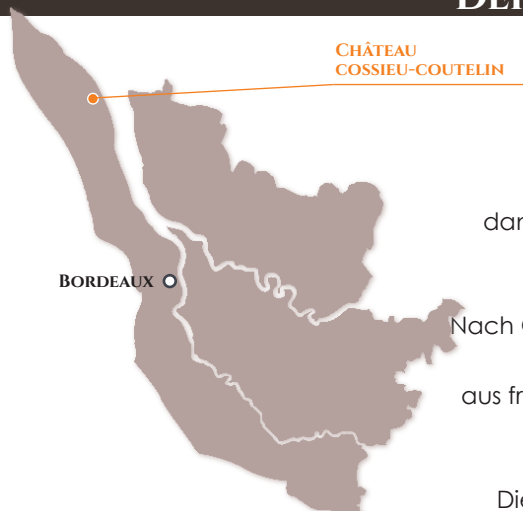 CHÂTEAU
COSSIEU-COUTELIN
BORDEAUX
dar
Nach
aus fr
Die